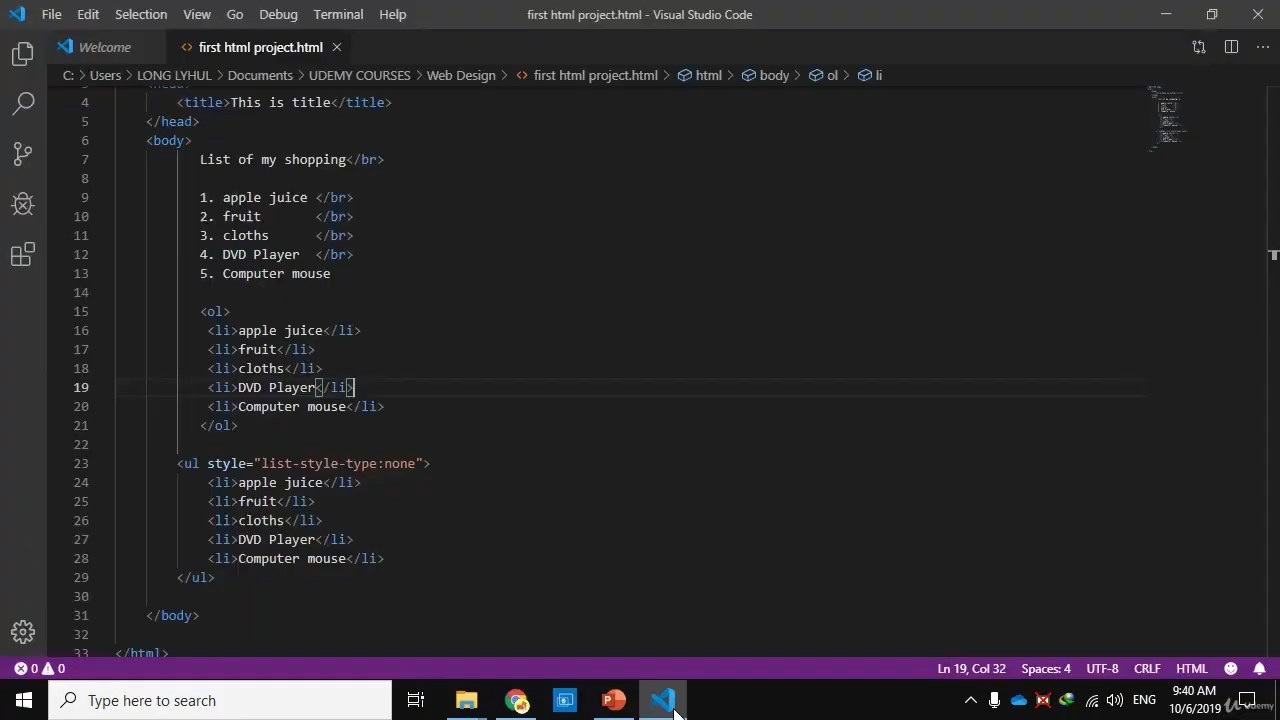 File Edit Selection View Go Debug Terminal Help first html project.html - Visual Studio Code
Welcome first html project.html
C: > Users > LONG LYHUL > Documents > UDEMY COURSES > Web Design > first html project.html > html > body > ol > li
4 <title>This is title</title>
5 </head>
6 <body>
7 List of my shopping</br>
8
9 1. apple juice </br>
10 2. fruit </br>
11 3. cloths </br>
12 4. DVD Player </br>
13 5. Computer mouse
14
15 <ol>
16 <li>apple juice</li>
17 <li>fruit</li>
18 <li>cloths</li>
19 <li>DVD Player</li>
20 <li>Computer mouse</li>
21 </ol>
22
23 <ul style="list-style-type:none">
24 <li>apple juice</li>
25 <li>fruit</li>
26 <li>cloths</li>
27 <li>DVD Player</li>
28 <li>Computer mouse</li>
29 </ul>
30
31 </body>
32
33 </html>
0 0 Ln 19, Col 32 Spaces: 4 UTF-8 CRLF HTML
Type here to search ENG 9:40 AM
10/6/2019 Udemy